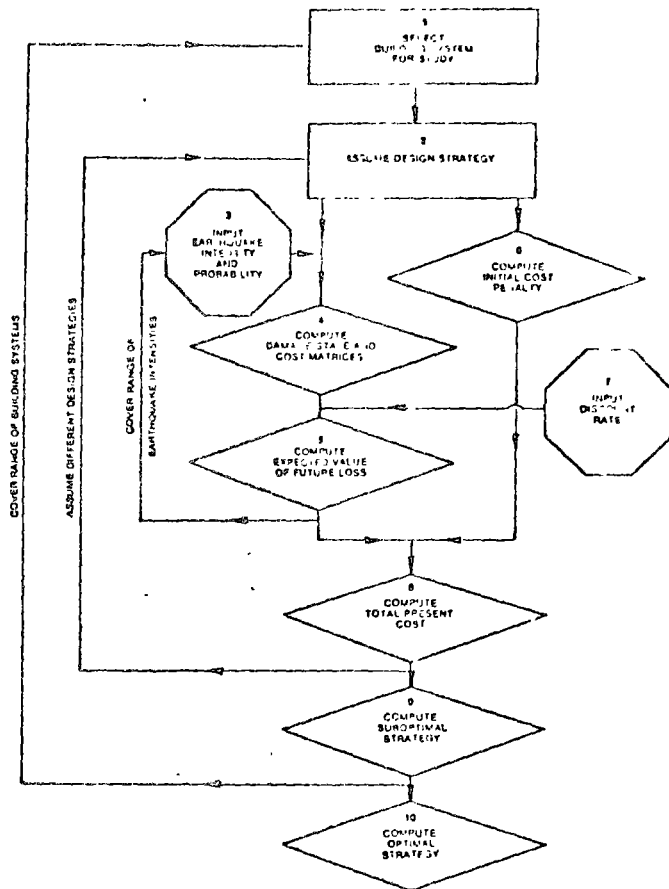 1
SELECT
BUILDING SYSTEM
FOR STUDY
2
ASSUME DESIGN STRATEGY
3
INPUT
EARTHQUAKE
INTENSITY
AND
PROBABILITY
6
COMPUTE
INITIAL COST
PENALTY
4
COMPUTE
DAMAGE STATE AND
COST MATRICES
7
INPUT
DISCOUNT
RATE
5
COMPUTE
EXPECTED VALUE
OF FUTURE LOSS
COVER RANGE OF
EARTHQUAKE INTENSITIES
ASSUME DIFFERENT DESIGN STRATEGIES
COVER RANGE OF BUILDING SYSTEMS
8
COMPUTE
TOTAL PRESENT
COST
9
COMPUTE
SUBOPTIMAL
STRATEGY
10
COMPUTE
OPTIMAL
STRATEGY